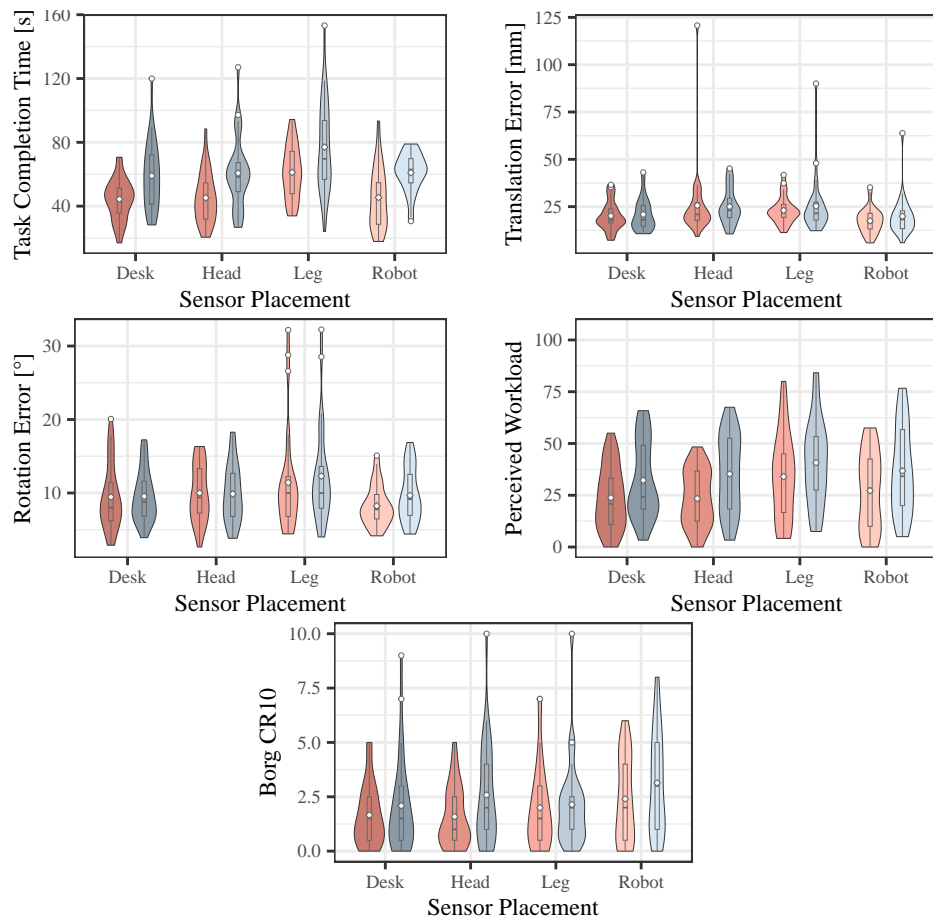 Task Completion Time [s]
160
120
80
40
Desk Head Leg Robot
Sensor Placement
Translation Error [mm]
125
100
75
50
25
Desk Head Leg Robot
Sensor Placement
Rotation Error [°]
30
20
10
Desk Head Leg Robot
Sensor Placement
Perceived Workload
100
75
50
25
0
Desk Head Leg Robot
Sensor Placement
Borg CR10
10.0
7.5
5.0
2.5
0.0
Desk Head Leg Robot
Sensor Placement